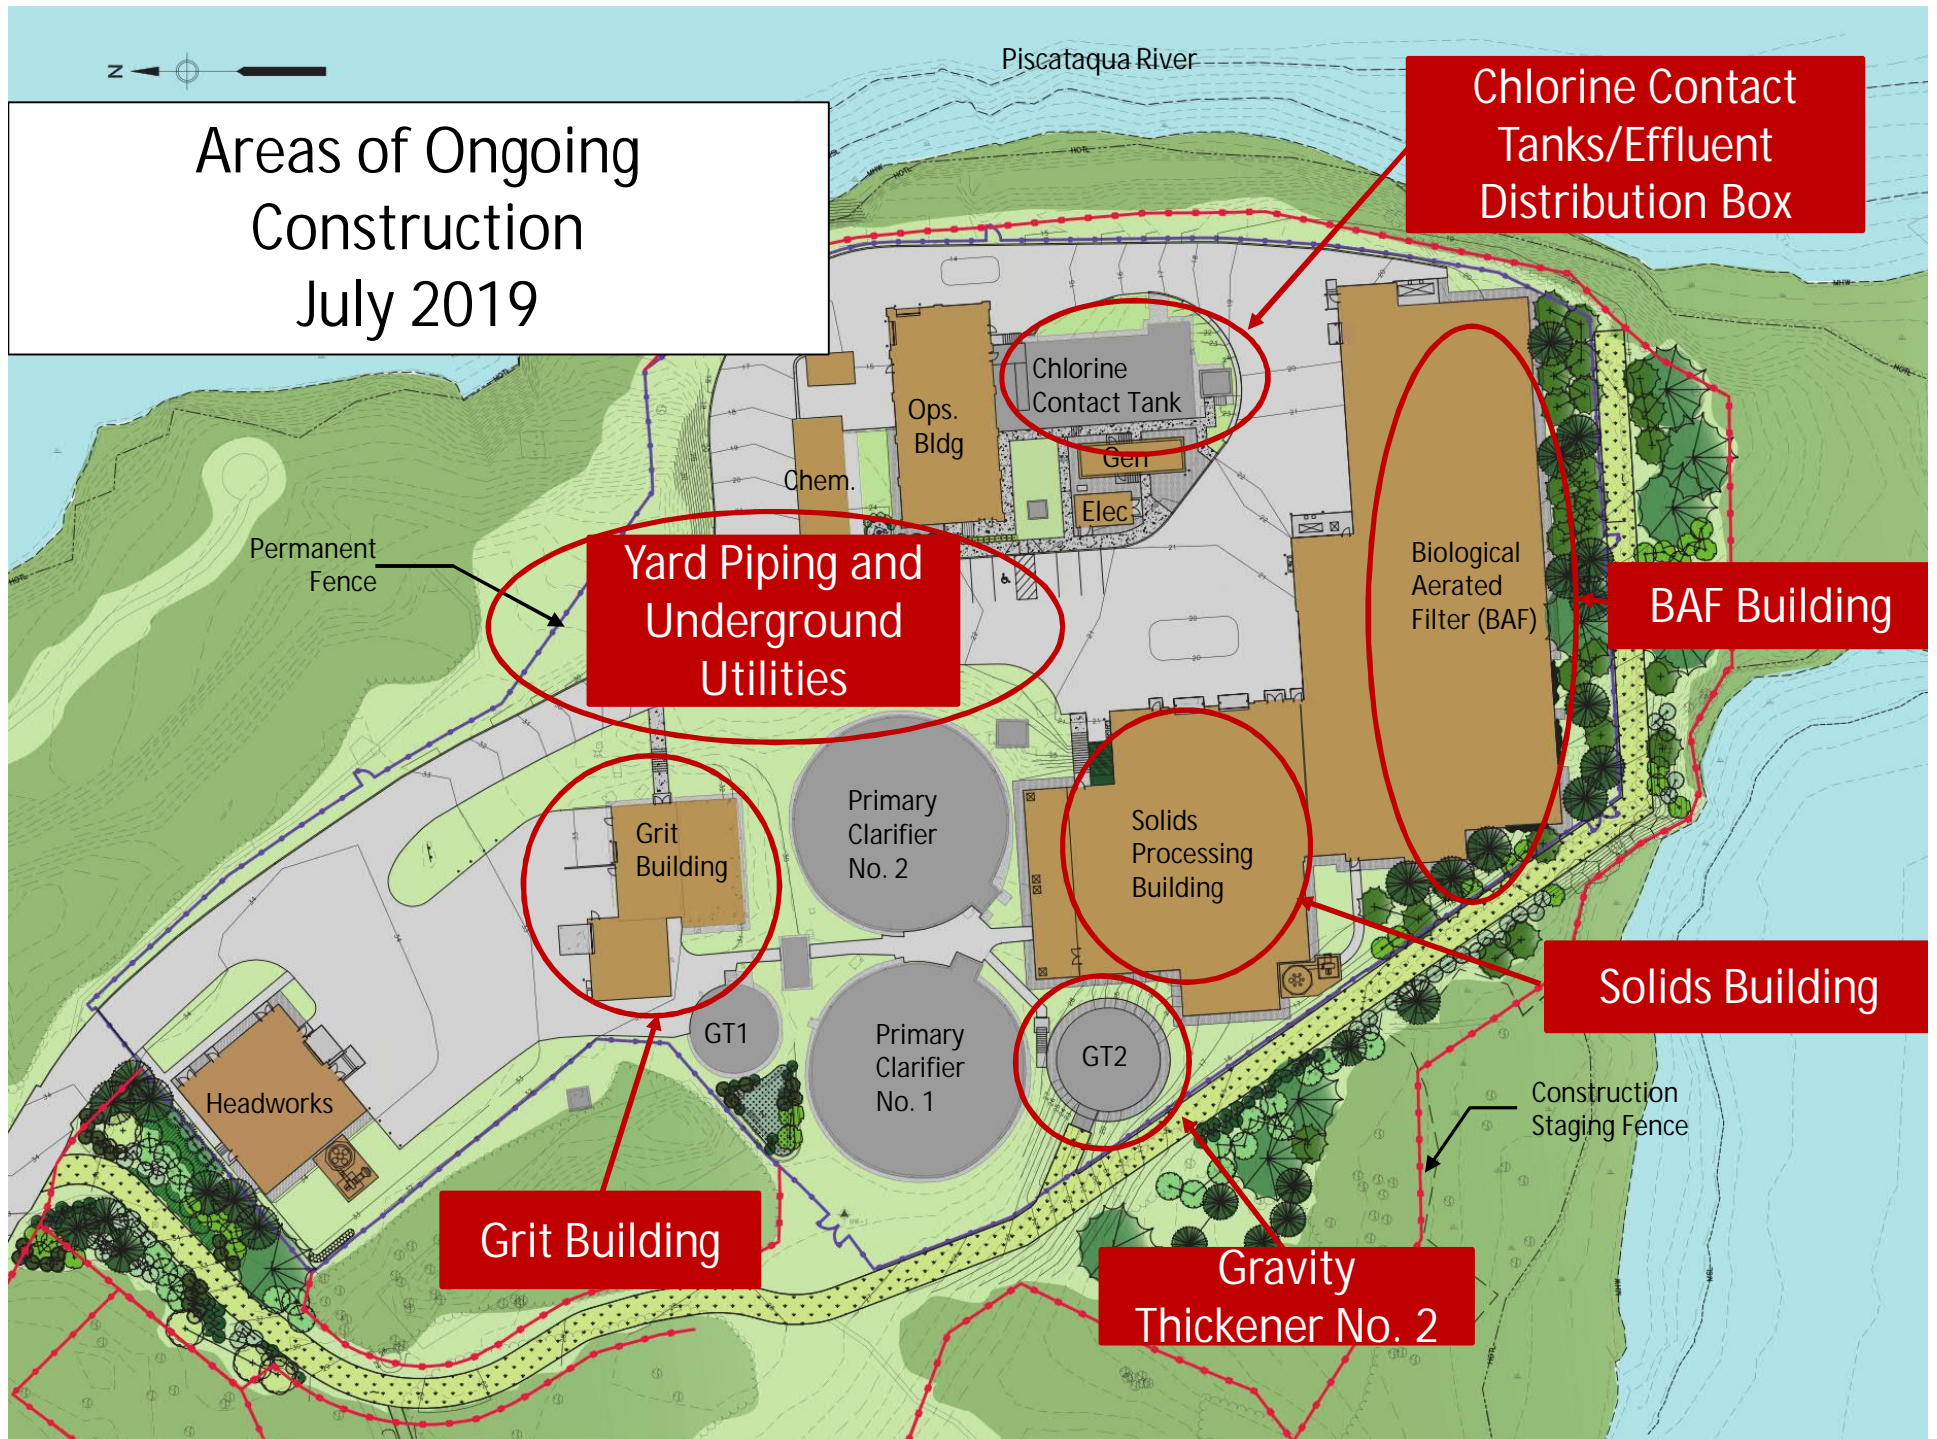 N
Piscataqua River
Areas of Ongoing
Construction
July 2019
Chlorine Contact
Tanks/Effluent
Distribution Box
Chlorine
Contact Tank
Ops.
Bldg
Gen
Chem.
Elec
Permanent
Fence
Yard Piping and
Underground
Utilities
Biological
Aerated
Filter (BAF)
BAF Building
Primary
Clarifier
No. 2
Grit
Building
Solids
Processing
Building
Solids Building
GT1
Primary
Clarifier
No. 1
GT2
Headworks
Construction
Staging Fence
Grit Building
Gravity
Thickener No. 2